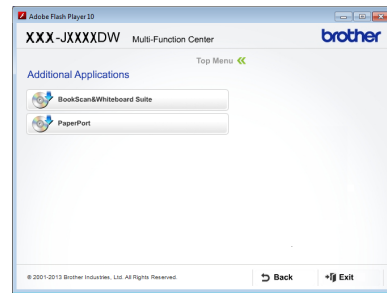 Adobe Flash Player 10
XXX-JXXXXDW Multi-Function Center brother
Top Menu
Additional Applications
BookScan&Whiteboard Suite
PaperPort
© 2001-2013 Brother Industries, Ltd. All Rights Reserved. Back Exit